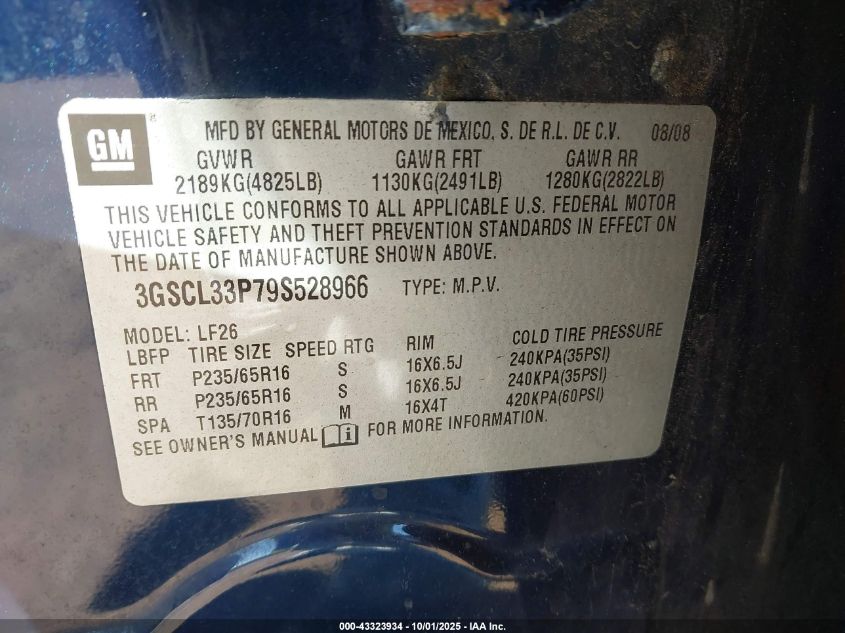 GM
MFD BY GENERAL MOTORS DE MEXICO, S. DE R.L. DE C.V. 08/08
GVWR GAWR FRT GAWR RR
2189KG(4825LB) 1130KG(2491LB) 1280KG(2822LB)
THIS VEHICLE CONFORMS TO ALL APPLICABLE U.S. FEDERAL MOTOR
VEHICLE SAFETY AND THEFT PREVENTION STANDARDS IN EFFECT ON
THE DATE OF MANUFACTURE SHOWN ABOVE.
3GSCL33P79S528966 TYPE: M.P.V.
MODEL: LF26
LBFP TIRE SIZE SPEED RTG RIM COLD TIRE PRESSURE
FRT P235/65R16 S 16X6.5J 240KPA(35PSI)
RR P235/65R16 S 16X6.5J 240KPA(35PSI)
SPA T135/70R16 M 16X4T 420KPA(60PSI)
SEE OWNER'S MANUAL FOR MORE INFORMATION.
000-43323934 - 10/01/2025 - IAA Inc.